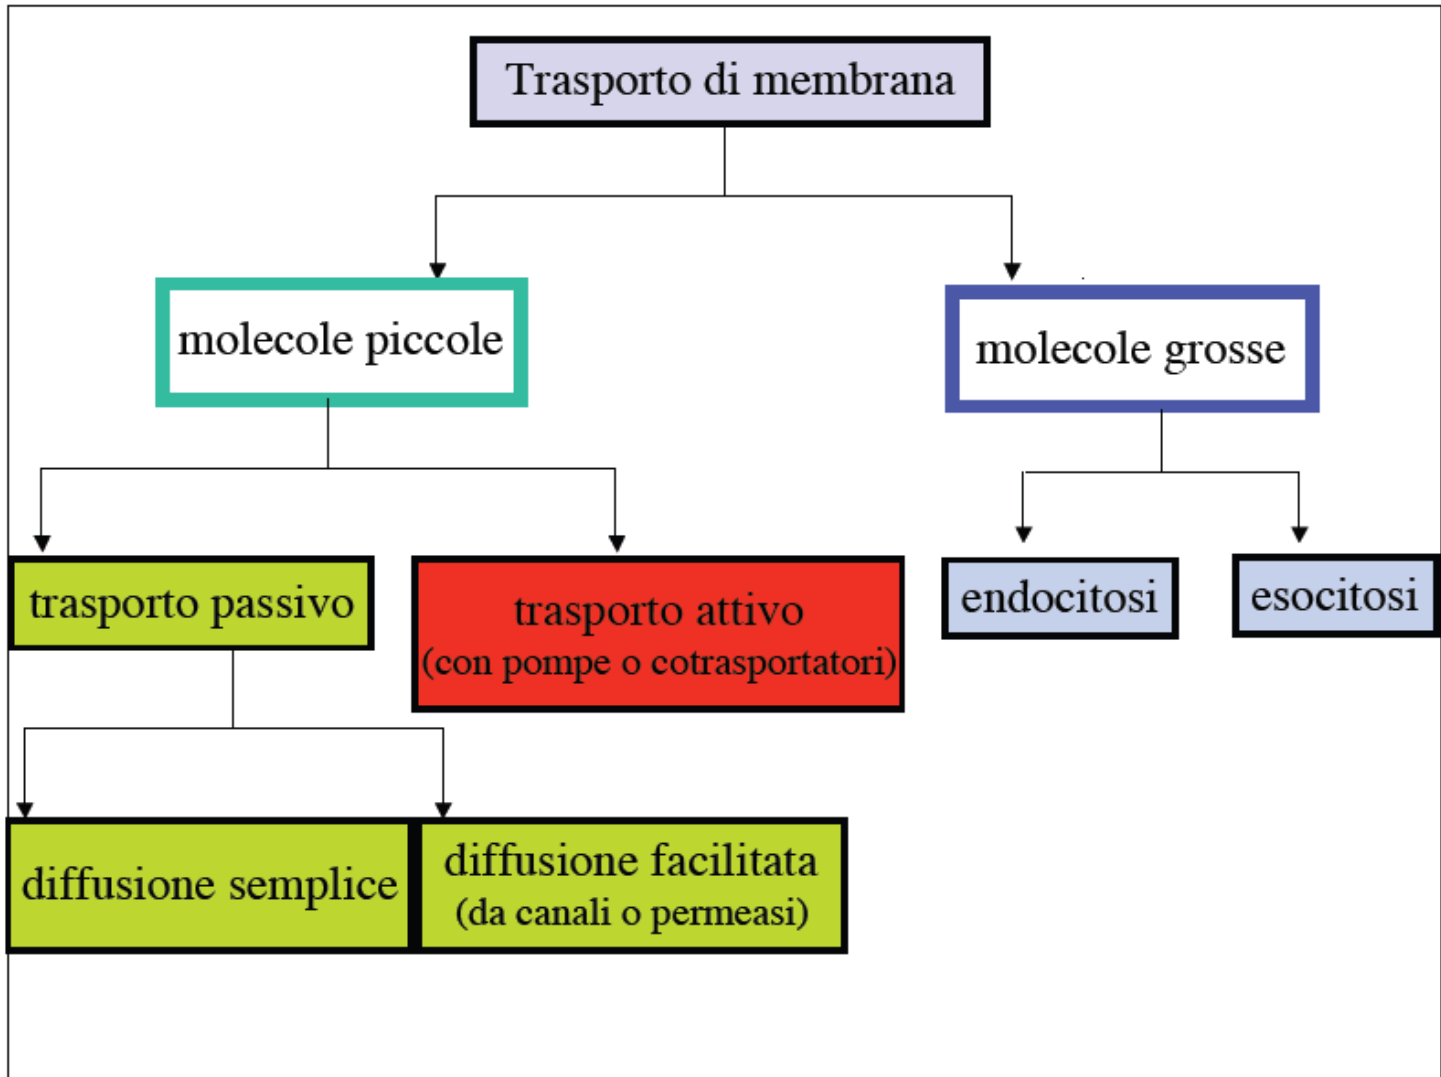 Trasporto di membrana
molecole piccole
molecole grosse
trasporto passivo
trasporto attivo
(con pompe o cotrasportatori)
endocitosi
esocitosi
diffusione semplice
diffusione facilitata
(da canali o permeasi)